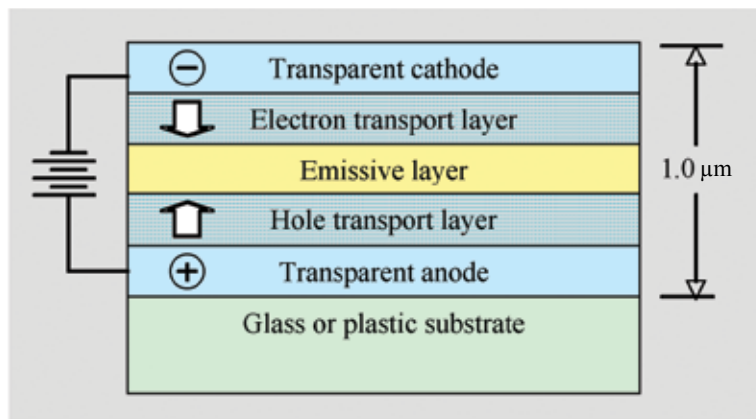 Transparent cathode
Electron transport layer
Emissive layer
1.0 μm
Hole transport layer
Transparent anode
Glass or plastic substrate